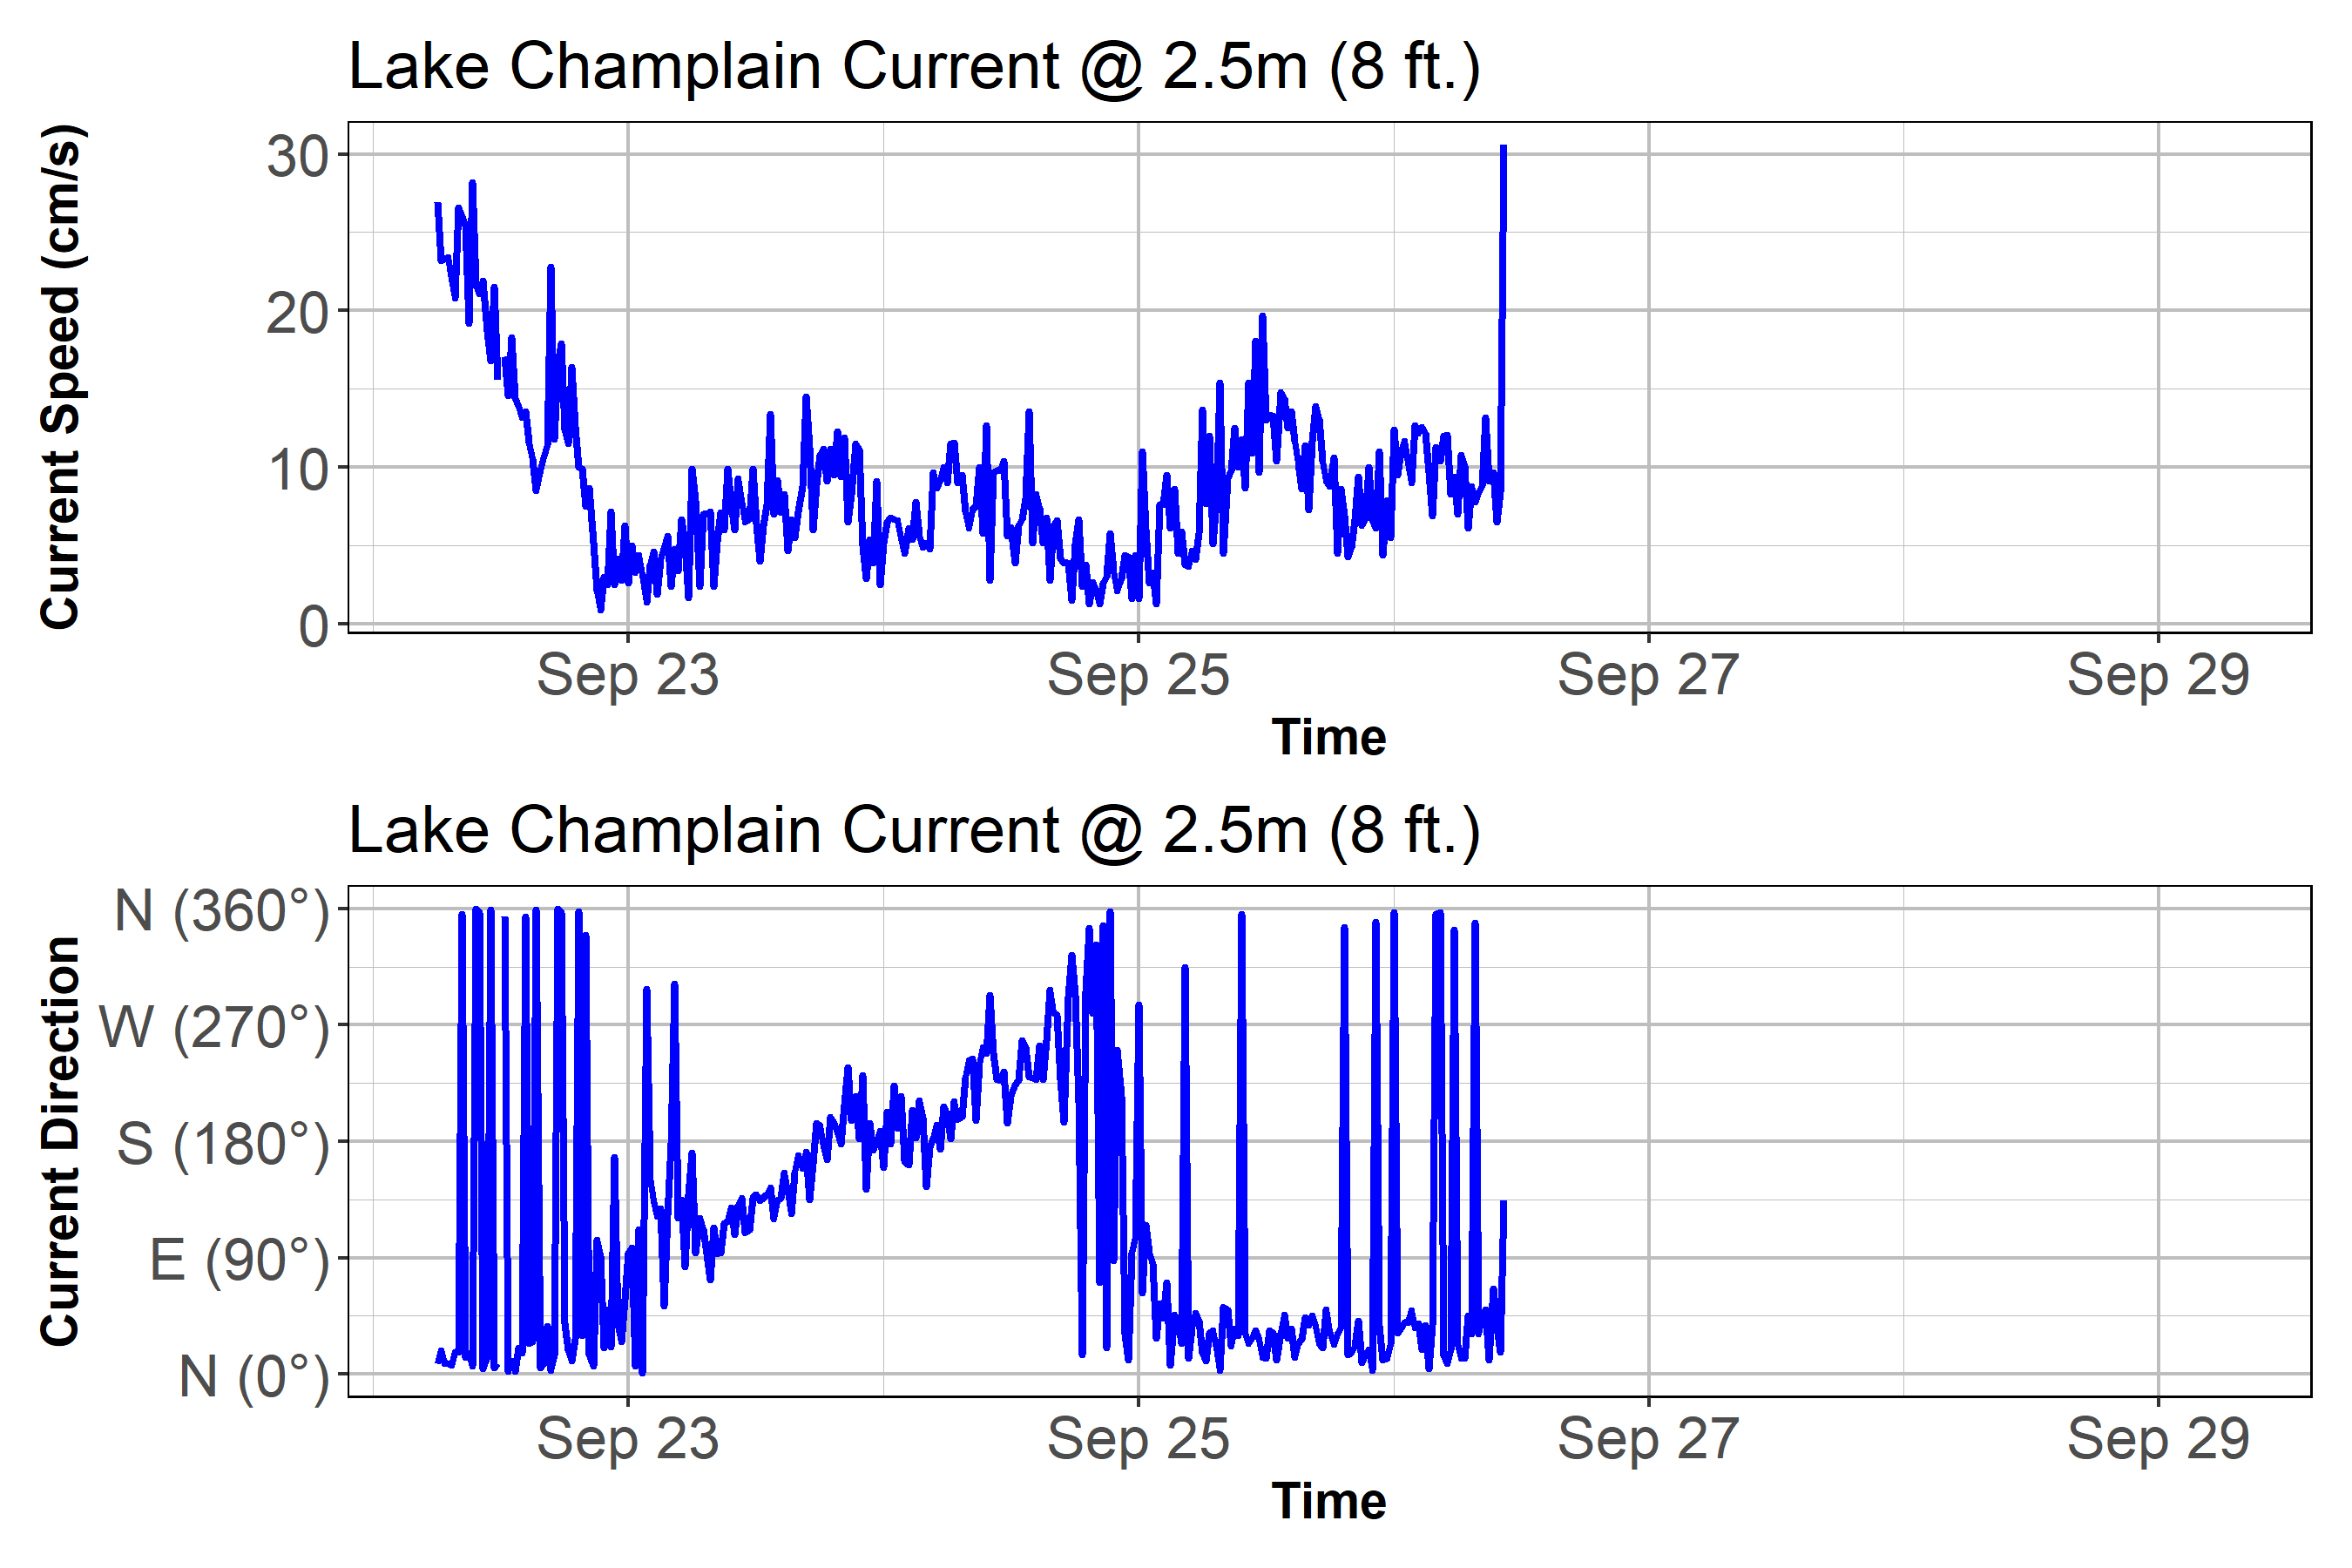 Lake Champlain Current @ 2.5m (8 ft.)
Current Speed (cm/s)
30
20
10
0
Sep 23 Sep 25 Sep 27 Sep 29
Time
Lake Champlain Current @ 2.5m (8 ft.)
Current Direction
N (360°)
W (270°)
S (180°)
E (90°)
N (0°)
Sep 23 Sep 25 Sep 27 Sep 29
Time